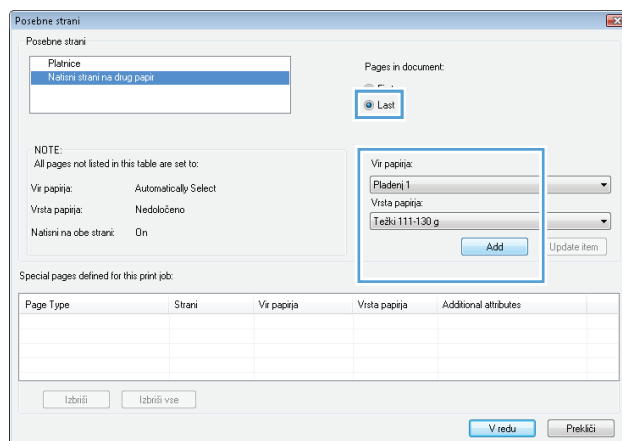 Posebne strani
Posebne strani
Platnice
Natisni strani na drug papir
Pages in document:
Last
NOTE:
All pages not listed in this table are set to:
Vir papirja: Automatically Select
Vrsta papirja: Nedoločeno
Natisni na obe strani: On
Vir papirja:
Pladenj 1
Vrsta papirja:
Težki 111-130 g
Add Update item
Special pages defined for this print job:
Page Type Strani Vir papirja Vrsta papirja Additional attributes
Izbriši Izbriši vse
V redu Prekliči